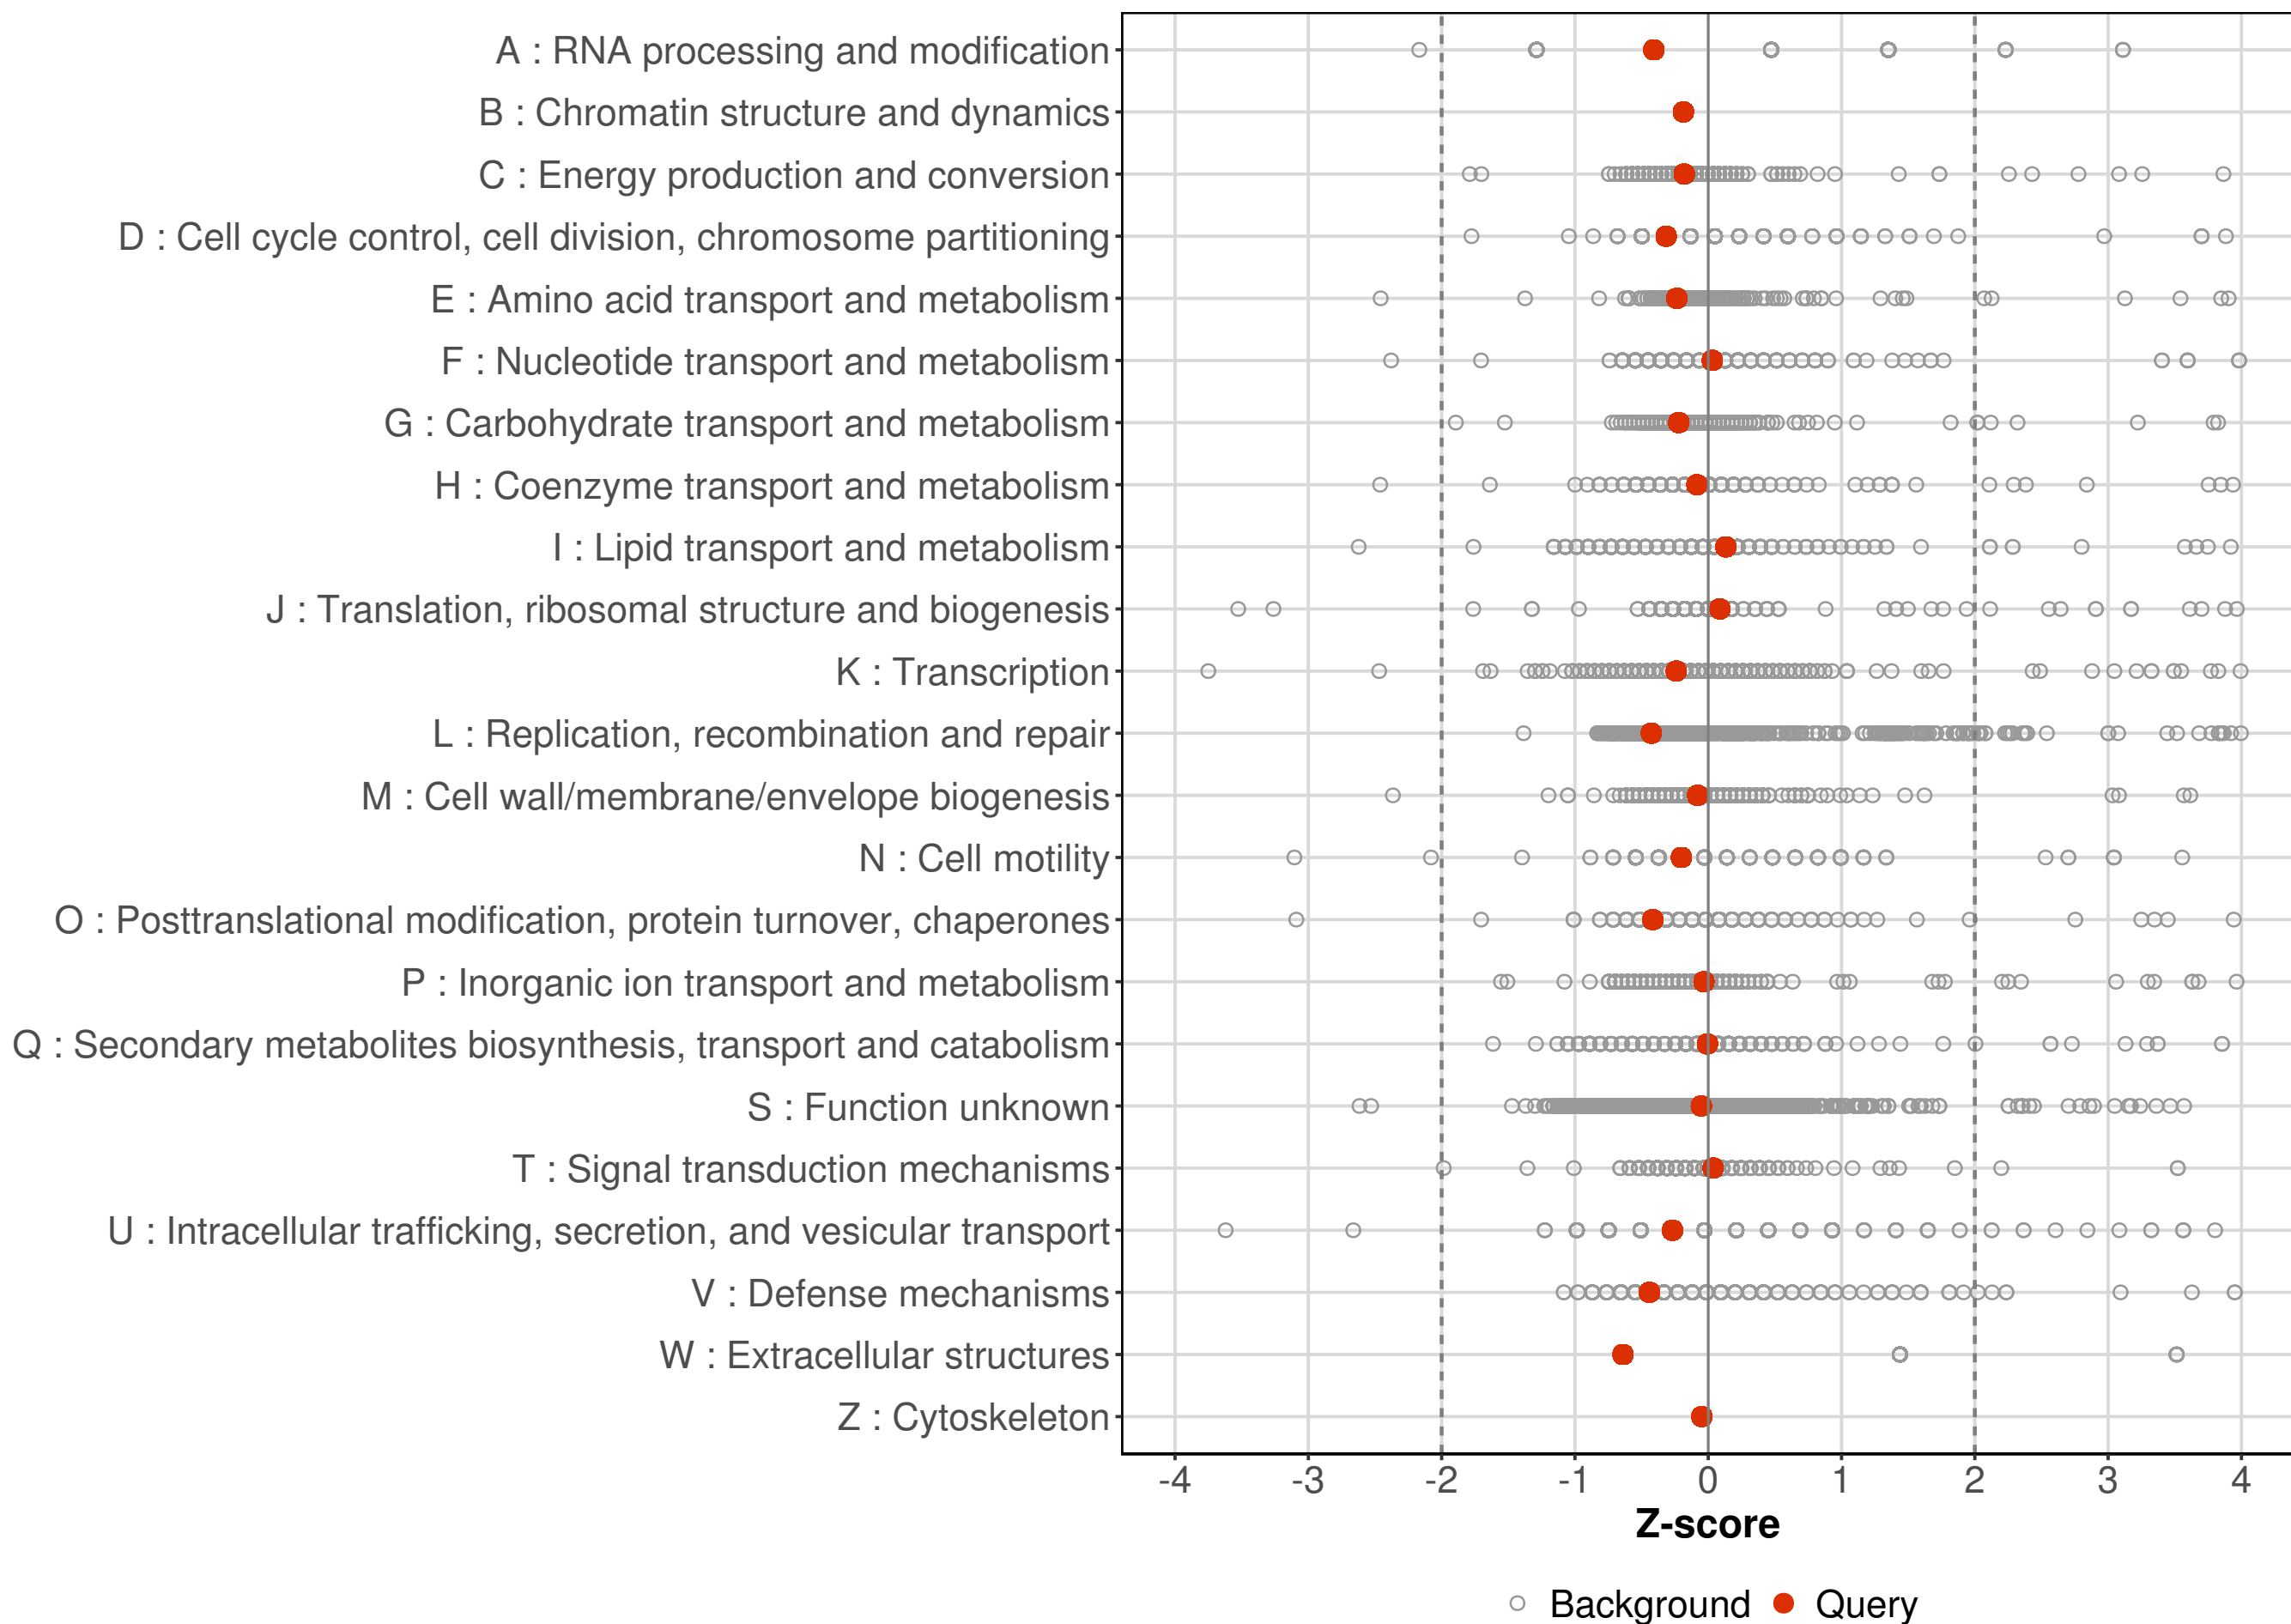 A : RNA processing and modification
B : Chromatin structure and dynamics
C : Energy production and conversion
D : Cell cycle control, cell division, chromosome partitioning
E : Amino acid transport and metabolism
F : Nucleotide transport and metabolism
G : Carbohydrate transport and metabolism
H : Coenzyme transport and metabolism
I : Lipid transport and metabolism
J : Translation, ribosomal structure and biogenesis
K : Transcription
L : Replication, recombination and repair
M : Cell wall/membrane/envelope biogenesis
N : Cell motility
O : Posttranslational modification, protein turnover, chaperones
P : Inorganic ion transport and metabolism
Q : Secondary metabolites biosynthesis, transport and catabolism
S : Function unknown
T : Signal transduction mechanisms
U : Intracellular trafficking, secretion, and vesicular transport
V : Defense mechanisms
W : Extracellular structures
Z : Cytoskeleton
-4 -3 -2 -1 0 1 2 3 4
Z-score
Background Query